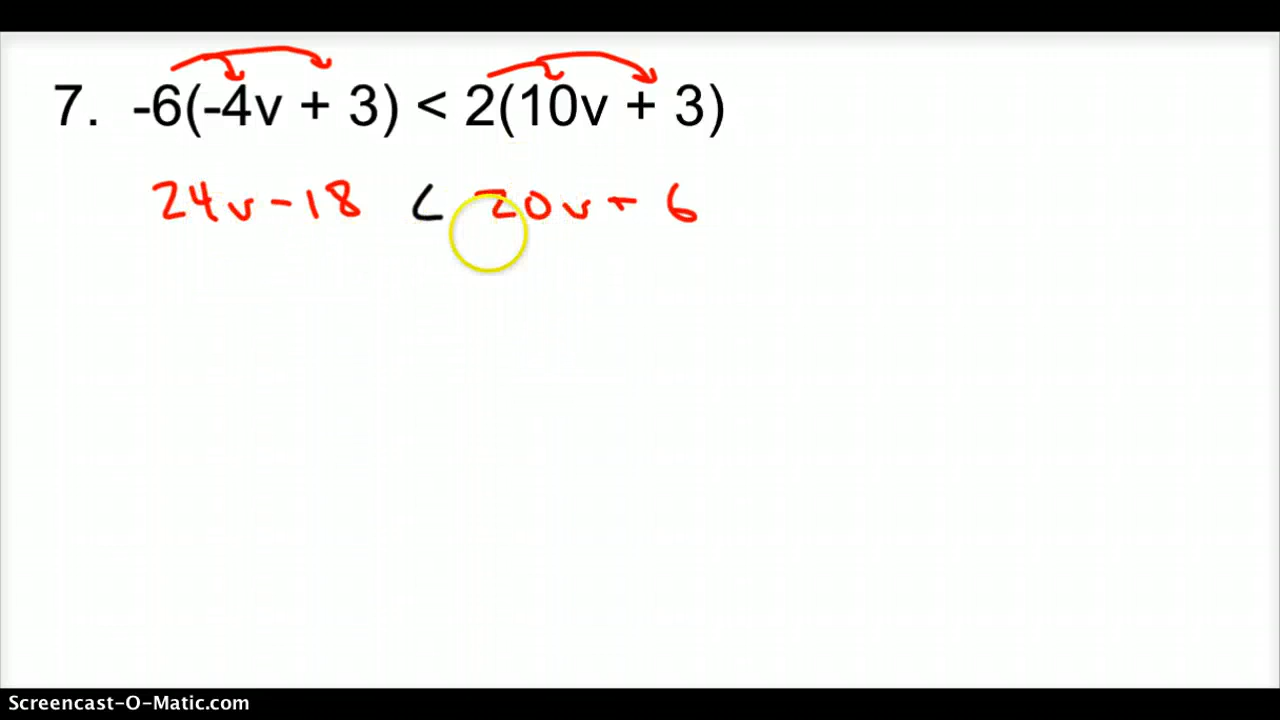 7. -6(-4v + 3) < 2(10v + 3)
24v - 18 < 20v + 6
Screencast-O-Matic.com